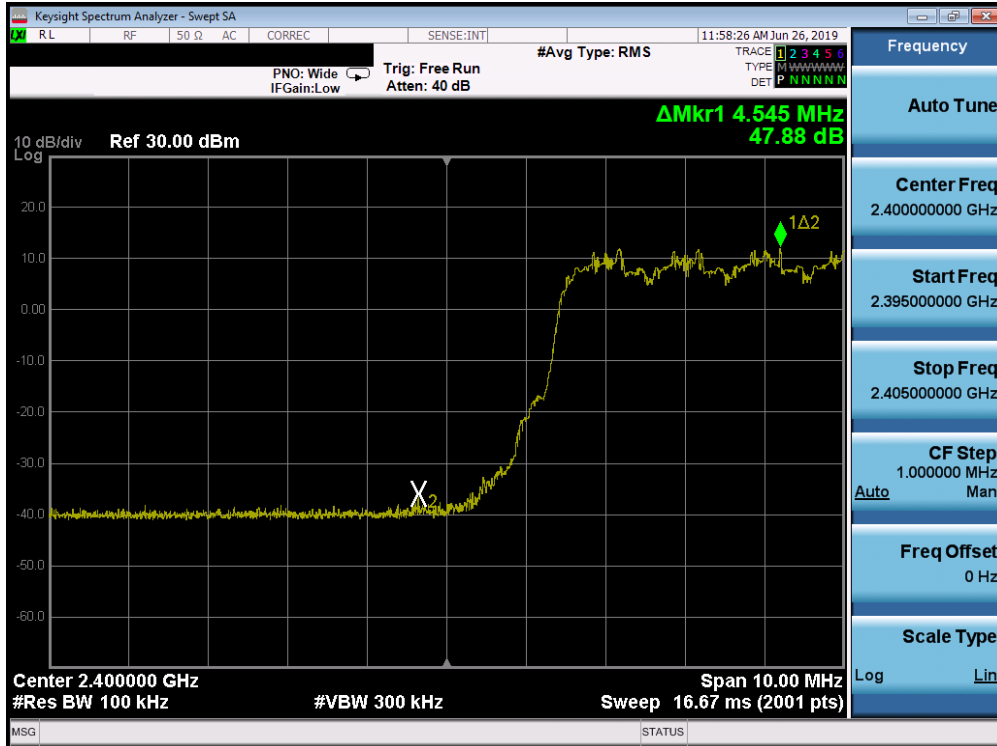 Keysight Spectrum Analyzer - Swept SA
LXI RL RF 50 Ω AC CORREC SENSE:INT 11:58:26 AM Jun 26, 2019
#Avg Type: RMS
TRACE 1 2 3 4 5 6
PNO: Wide Trig: Free Run TYPE M WWWWW
IFGain:Low Atten: 40 dB DET P N N N N N
ΔMkr1 4.545 MHz
47.88 dB
10 dB/div Ref 30.00 dBm
Log
20.0
1Δ2
10.0
0.00
-10.0
-20.0
-30.0
X2
-40.0
-50.0
-60.0
Center 2.400000 GHz Span 10.00 MHz
#Res BW 100 kHz #VBW 300 kHz Sweep 16.67 ms (2001 pts)
MSG STATUS
Frequency
Auto Tune
Center Freq
2.400000000 GHz
Start Freq
2.395000000 GHz
Stop Freq
2.405000000 GHz
CF Step
1.000000 MHz
Auto Man
Freq Offset
0 Hz
Scale Type
Log Lin